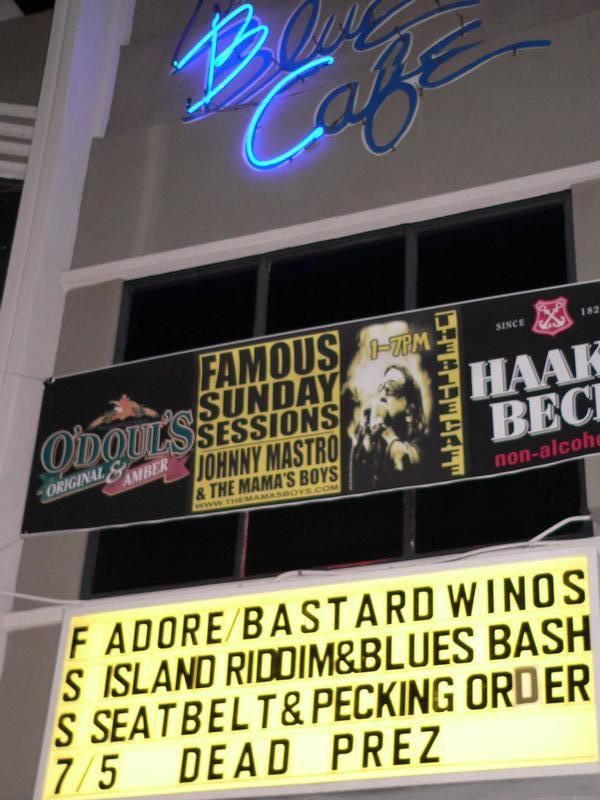 Blue
Cafe
O'DOUL'S
ORIGINAL & AMBER
FAMOUS
SUNDAY
SESSIONS
JOHNNY MASTRO
& THE MAMA'S BOYS
WWW.THEMAMASBOYS.COM
1-7PM
THE BLUE CAFE
SINCE 182
HAAK
BEC
non-alcoho
F ADORE/BASTARD WINOS
S ISLAND RIDDIM&BLUES BASH
S SEATBELT&PECKING ORDER
7/5 DEAD PREZ